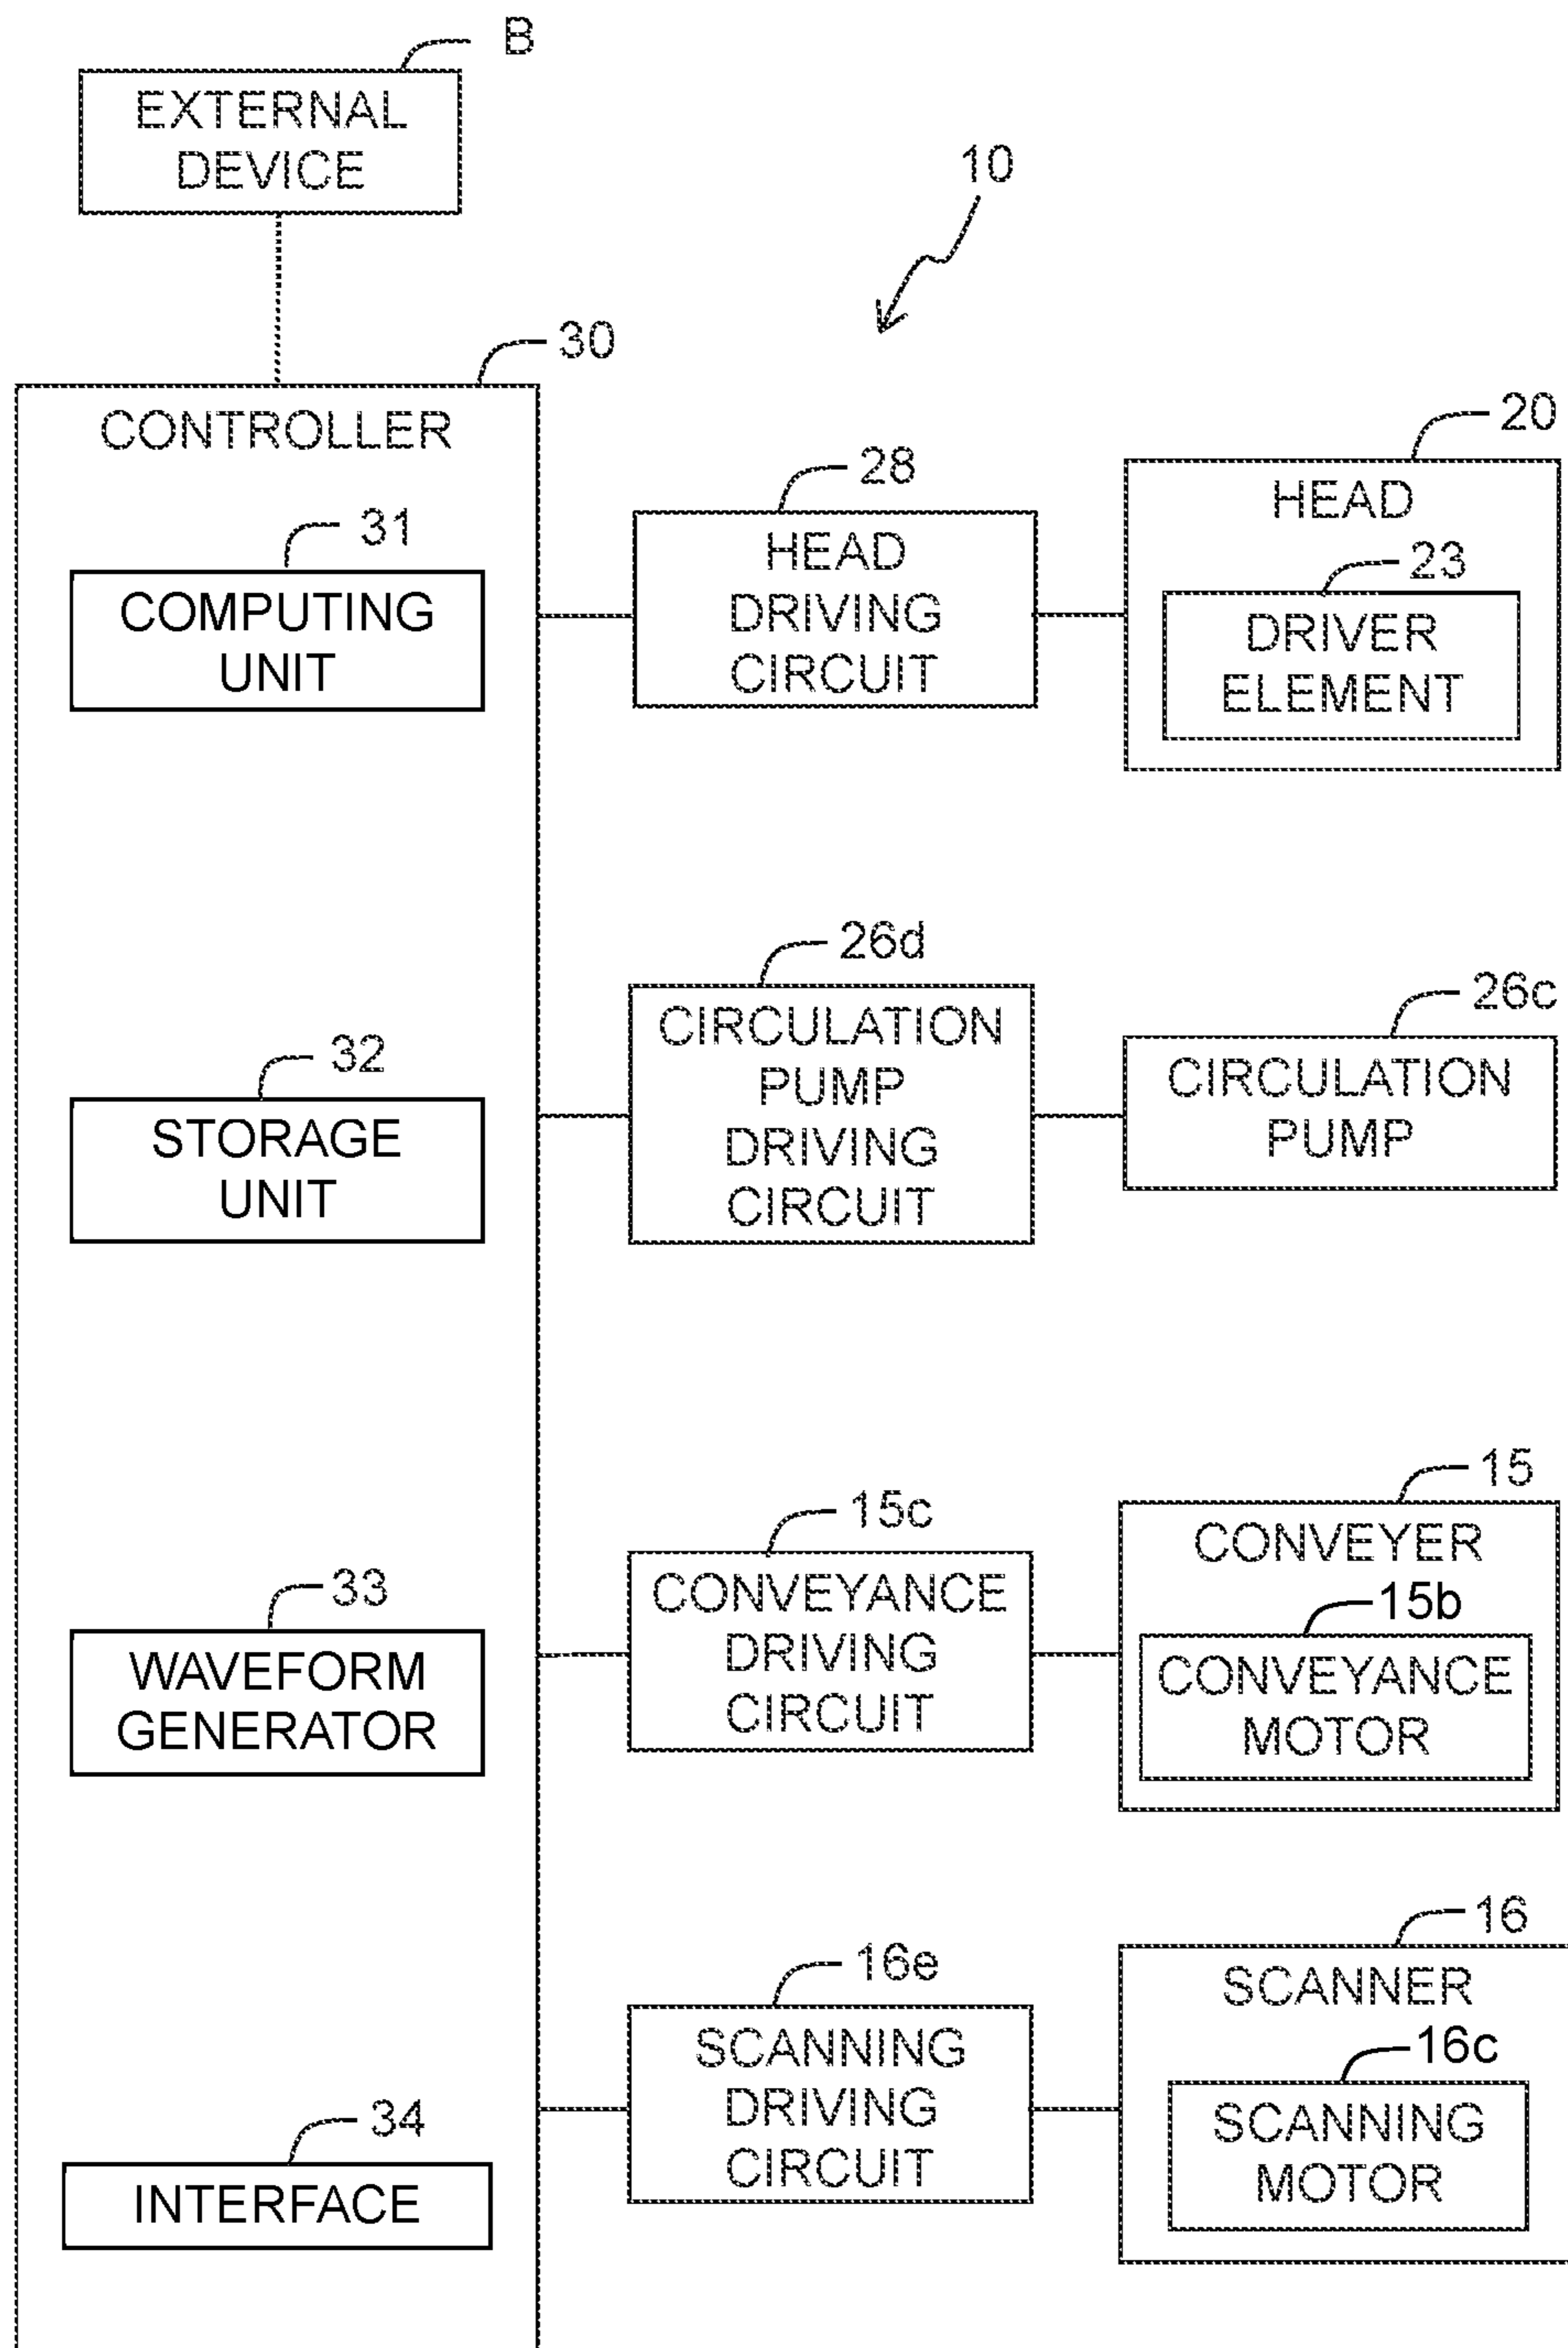 B
EXTERNAL
DEVICE
10
30
CONTROLLER
31
COMPUTING
UNIT
32
STORAGE
UNIT
33
WAVEFORM
GENERATOR
34
INTERFACE
28
HEAD
DRIVING
CIRCUIT
20
HEAD
23
DRIVER
ELEMENT
26d
CIRCULATION
PUMP
DRIVING
CIRCUIT
26c
CIRCULATION
PUMP
15c
CONVEYANCE
DRIVING
CIRCUIT
15
CONVEYER
15b
CONVEYANCE
MOTOR
16e
SCANNING
DRIVING
CIRCUIT
16
SCANNER
16c
SCANNING
MOTOR